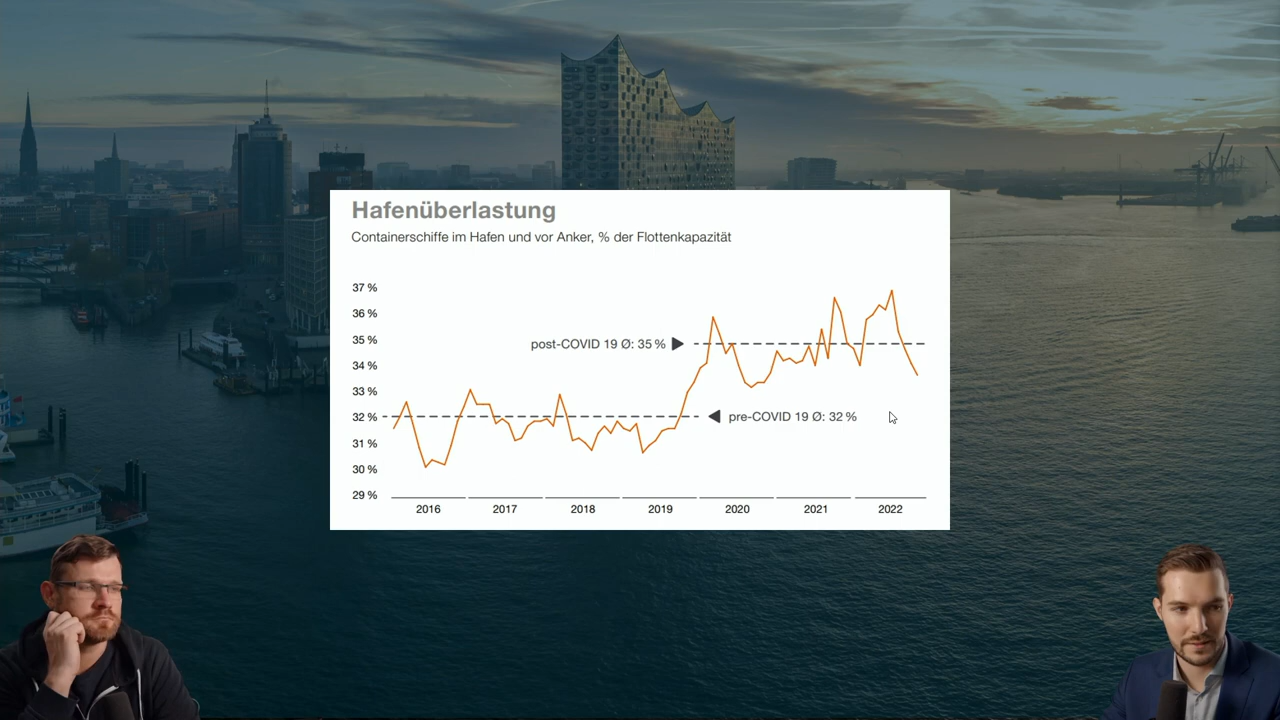 Hafenüberlastung
Containerschiffe im Hafen und vor Anker, % der Flottenkapazität
37 %
36 %
35 %
34 %
33 %
32 %
31 %
30 %
29 %
post-COVID 19 Ø: 35 %
pre-COVID 19 Ø: 32 %
2016 2017 2018 2019 2020 2021 2022